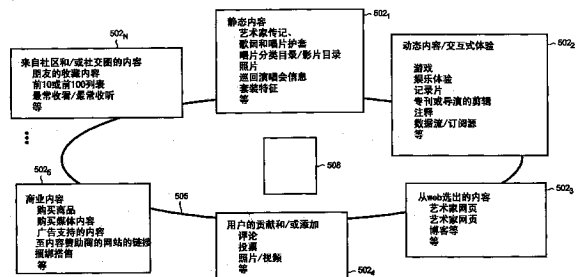 502₁
静态内容
艺术家传记、
歌词和唱片护套
唱片分类目录/影片目录
照片
巡回演唱会信息
套装特征
等
502₂
动态内容/交互式体验
游戏
娱乐体验
记录片
专刊或导演的剪辑
注释
数据流/订阅源
等
502₃
从web选出的内容
艺术家网页
艺术家网页
博客等
等
502₄
用户的贡献和/或添加
评论
投票
照片/视频
等
505
502₅
商业内容
购买商品
购买媒体内容
广告支持的内容
至内容赞助商的网站的链接
捆绑搭售
等
502N
来自社区和/或社交圈的内容
朋友的收藏内容
前10或前100列表
最常收看/最常收听
等
508